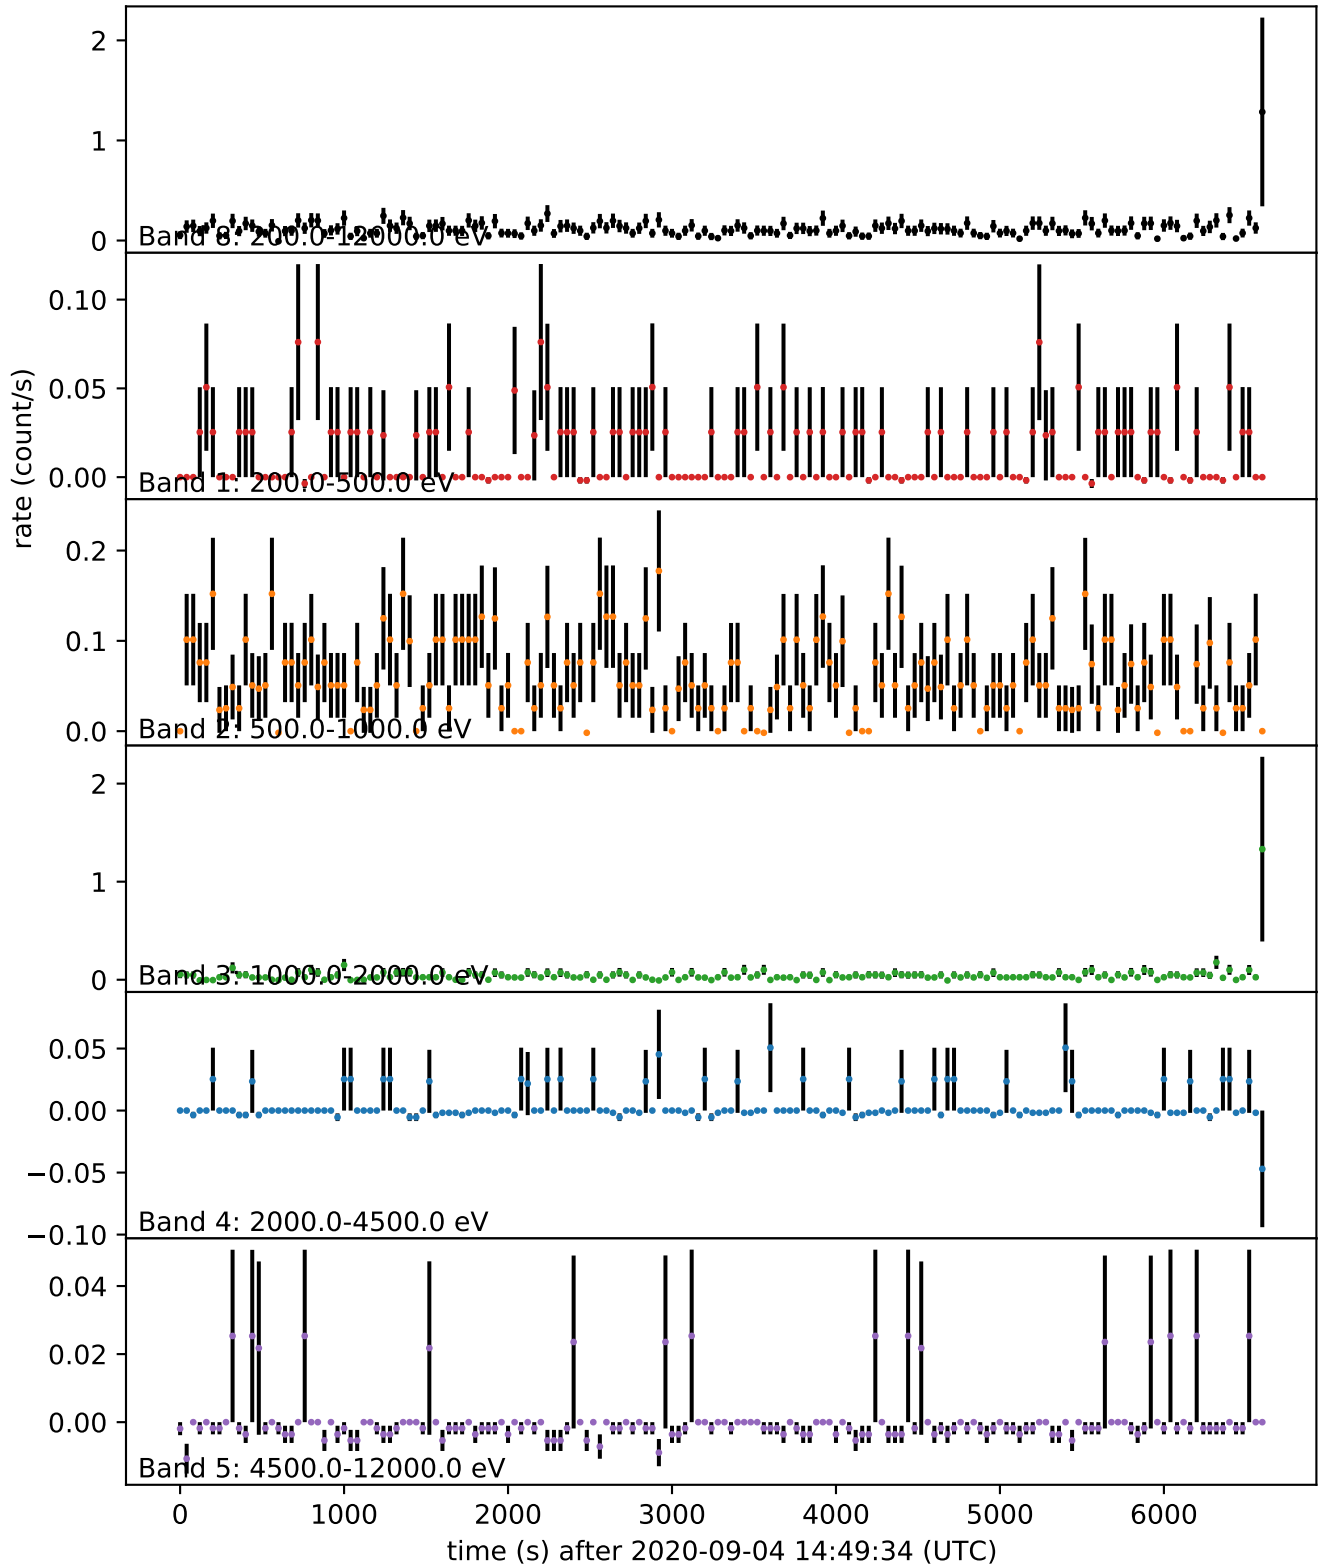 2
1
0
Band 8: 200.0-12000.0 eV
0.10
0.05
0.00
Band 1: 200.0-500.0 eV
rate (count/s)
0.2
0.1
0.0
Band 2: 500.0-1000.0 eV
2
1
0
Band 3: 1000.0-2000.0 eV
0.05
0.00
−0.05
−0.10
Band 4: 2000.0-4500.0 eV
0.04
0.02
0.00
Band 5: 4500.0-12000.0 eV
0 1000 2000 3000 4000 5000 6000
time (s) after 2020-09-04 14:49:34 (UTC)